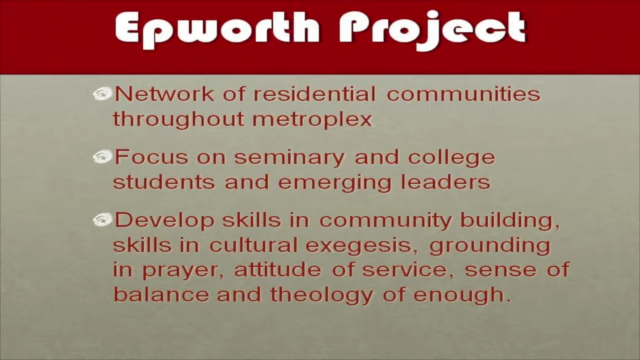 Epworth Project
Network of residential communities
throughout metroplex
Focus on seminary and college
students and emerging leaders
Develop skills in community building,
skills in cultural exegesis, grounding
in prayer, attitude of service, sense of
balance and theology of enough.